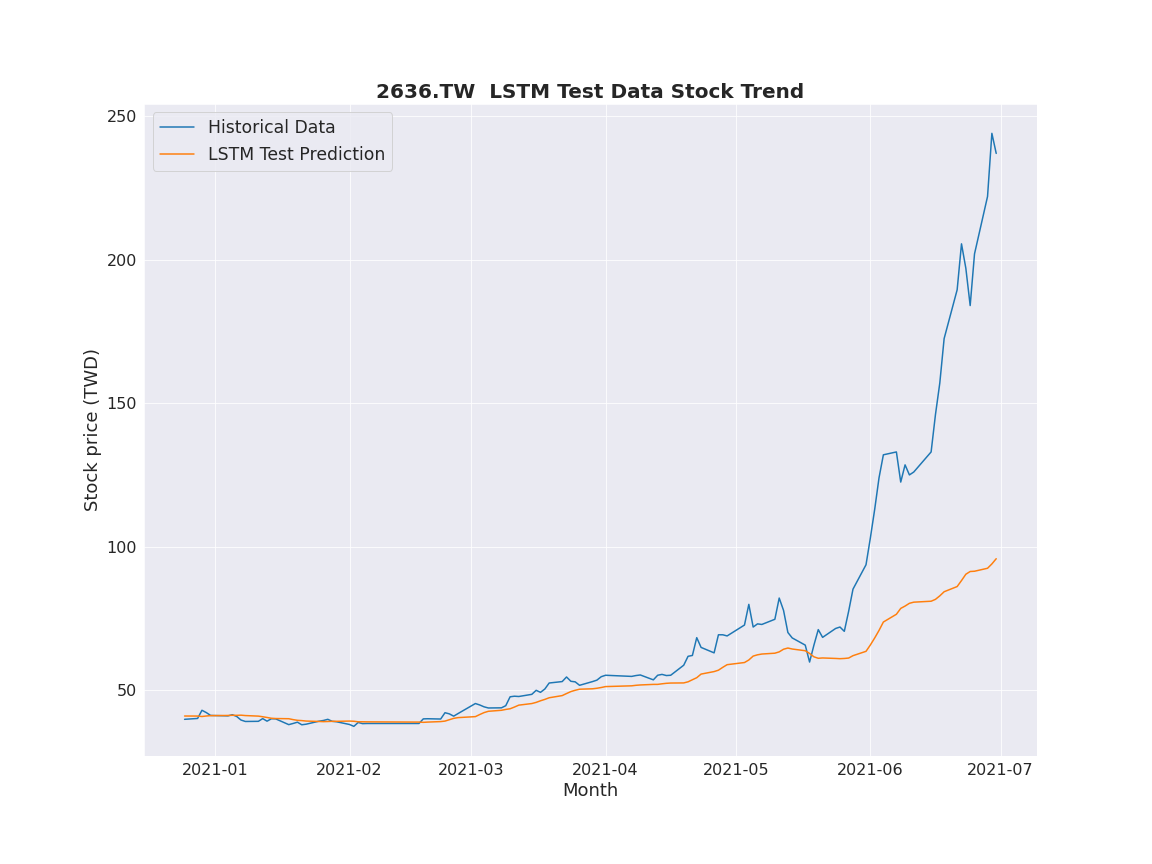 2636.TW  LSTM Test Data Stock Trend
Historical Data
LSTM Test Prediction
250
200
150
100
50
Stock price (TWD)
2021-01 2021-02 2021-03 2021-04 2021-05 2021-06 2021-07
Month